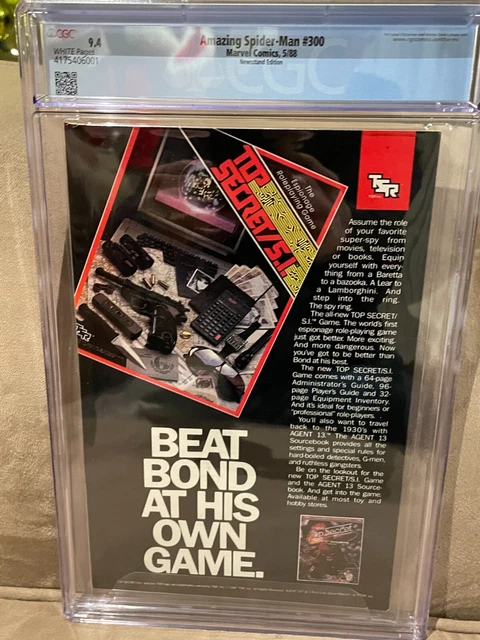 CGC
9.4
WHITE Pages
4175406001
Amazing Spider-Man #300
Marvel Comics, 5/88
Newsstand Edition
CGC
TOP
SECRET/S.I.
The
Espionage
Roleplaying Game
TSR
Assume the role
of your favorite
super-spy from
movies, television
or books. Equip
yourself with every-
thing from a Baretta
to a bazooka. A Lear to
a Lamborghini. And
step into the ring.
The spy ring.
The all-new TOP SECRET/
S.I.™ Game. The world's first
espionage role-playing game
just got better. More exciting.
And more dangerous. Now
you've got to be better than
Bond at his best.
The new TOP SECRET/S.I.
Game comes with a 64-page
Administrator's Guide, 96-
page Player's Guide and 32-
page Equipment Inventory.
And it's ideal for beginners or
"professional" role-players.
You'll also want to travel
back to the 1930's with
AGENT 13.™ The AGENT 13
Sourcebook provides all the
settings and special rules for
hard-boiled detectives, G-men,
and ruthless gangsters.
Be on the lookout for the
new TOP SECRET/S.I. Game
and the AGENT 13 Source-
book. And get into the game.
Available at most toy and
hobby stores.
BEAT
BOND
AT HIS
OWN
GAME.